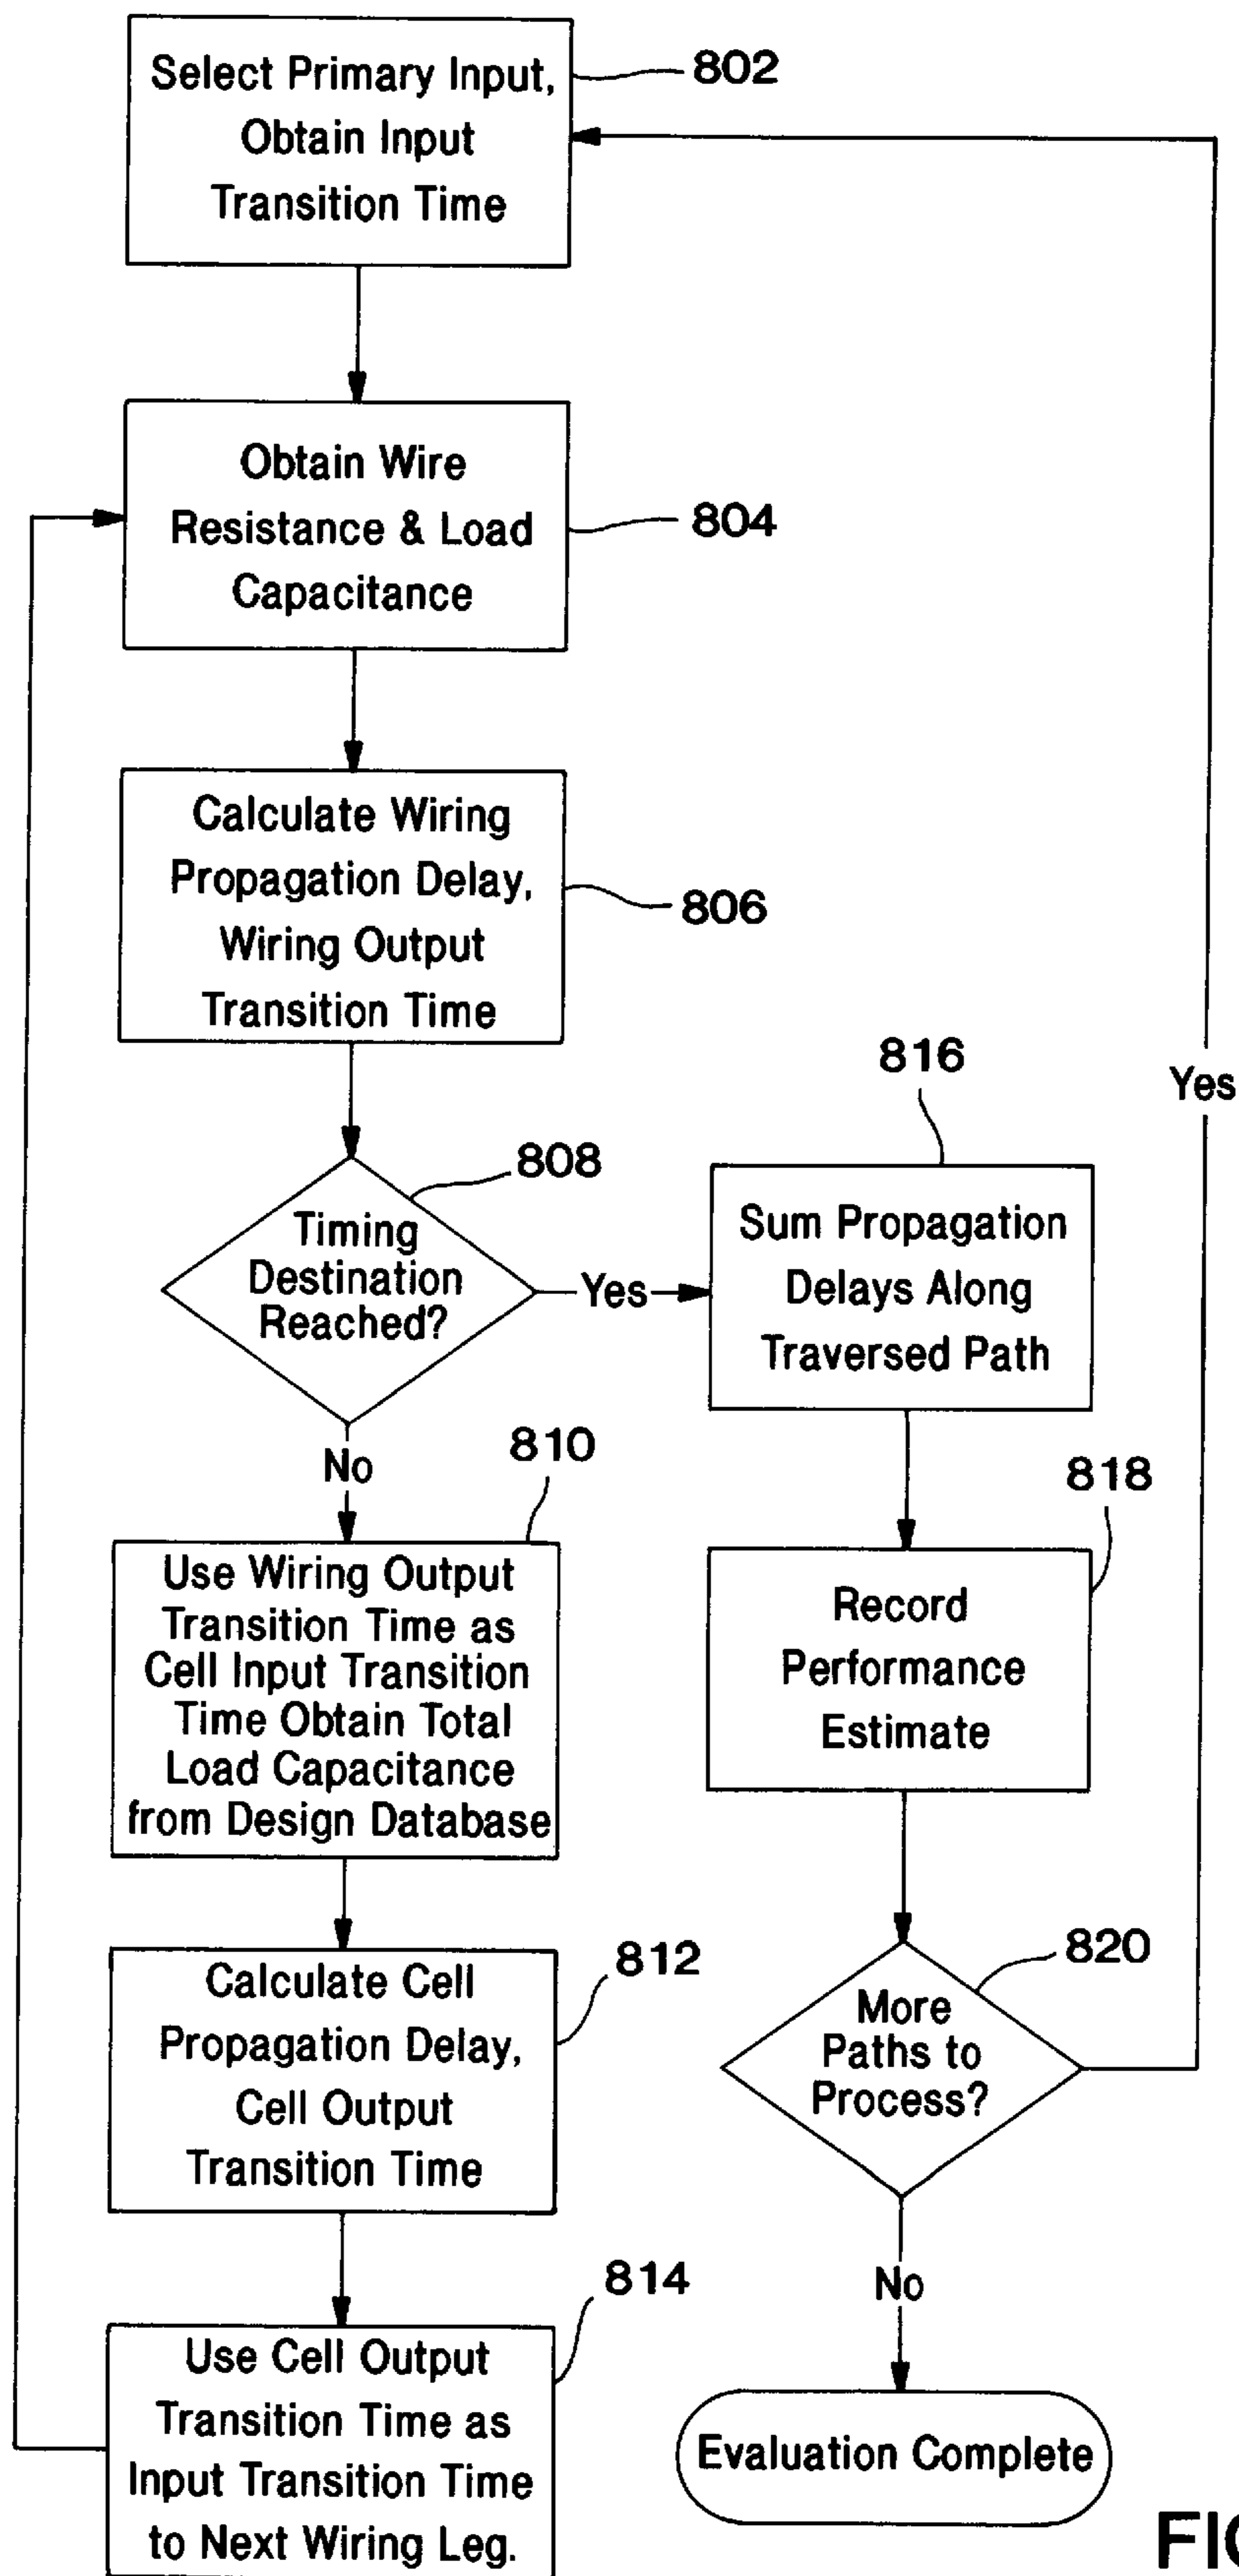 Select Primary Input,
Obtain Input
Transition Time
802
Obtain Wire
Resistance & Load
Capacitance
804
Calculate Wiring
Propagation Delay,
Wiring Output
Transition Time
806
Timing
Destination
Reached?
808
Yes
No
Use Wiring Output
Transition Time as
Cell Input Transition
Time Obtain Total
Load Capacitance
from Design Database
810
Calculate Cell
Propagation Delay,
Cell Output
Transition Time
812
Use Cell Output
Transition Time as
Input Transition Time
to Next Wiring Leg.
814
816
Sum Propagation
Delays Along
Traversed Path
818
Record
Performance
Estimate
820
More
Paths to
Process?
Yes
No
Evaluation Complete